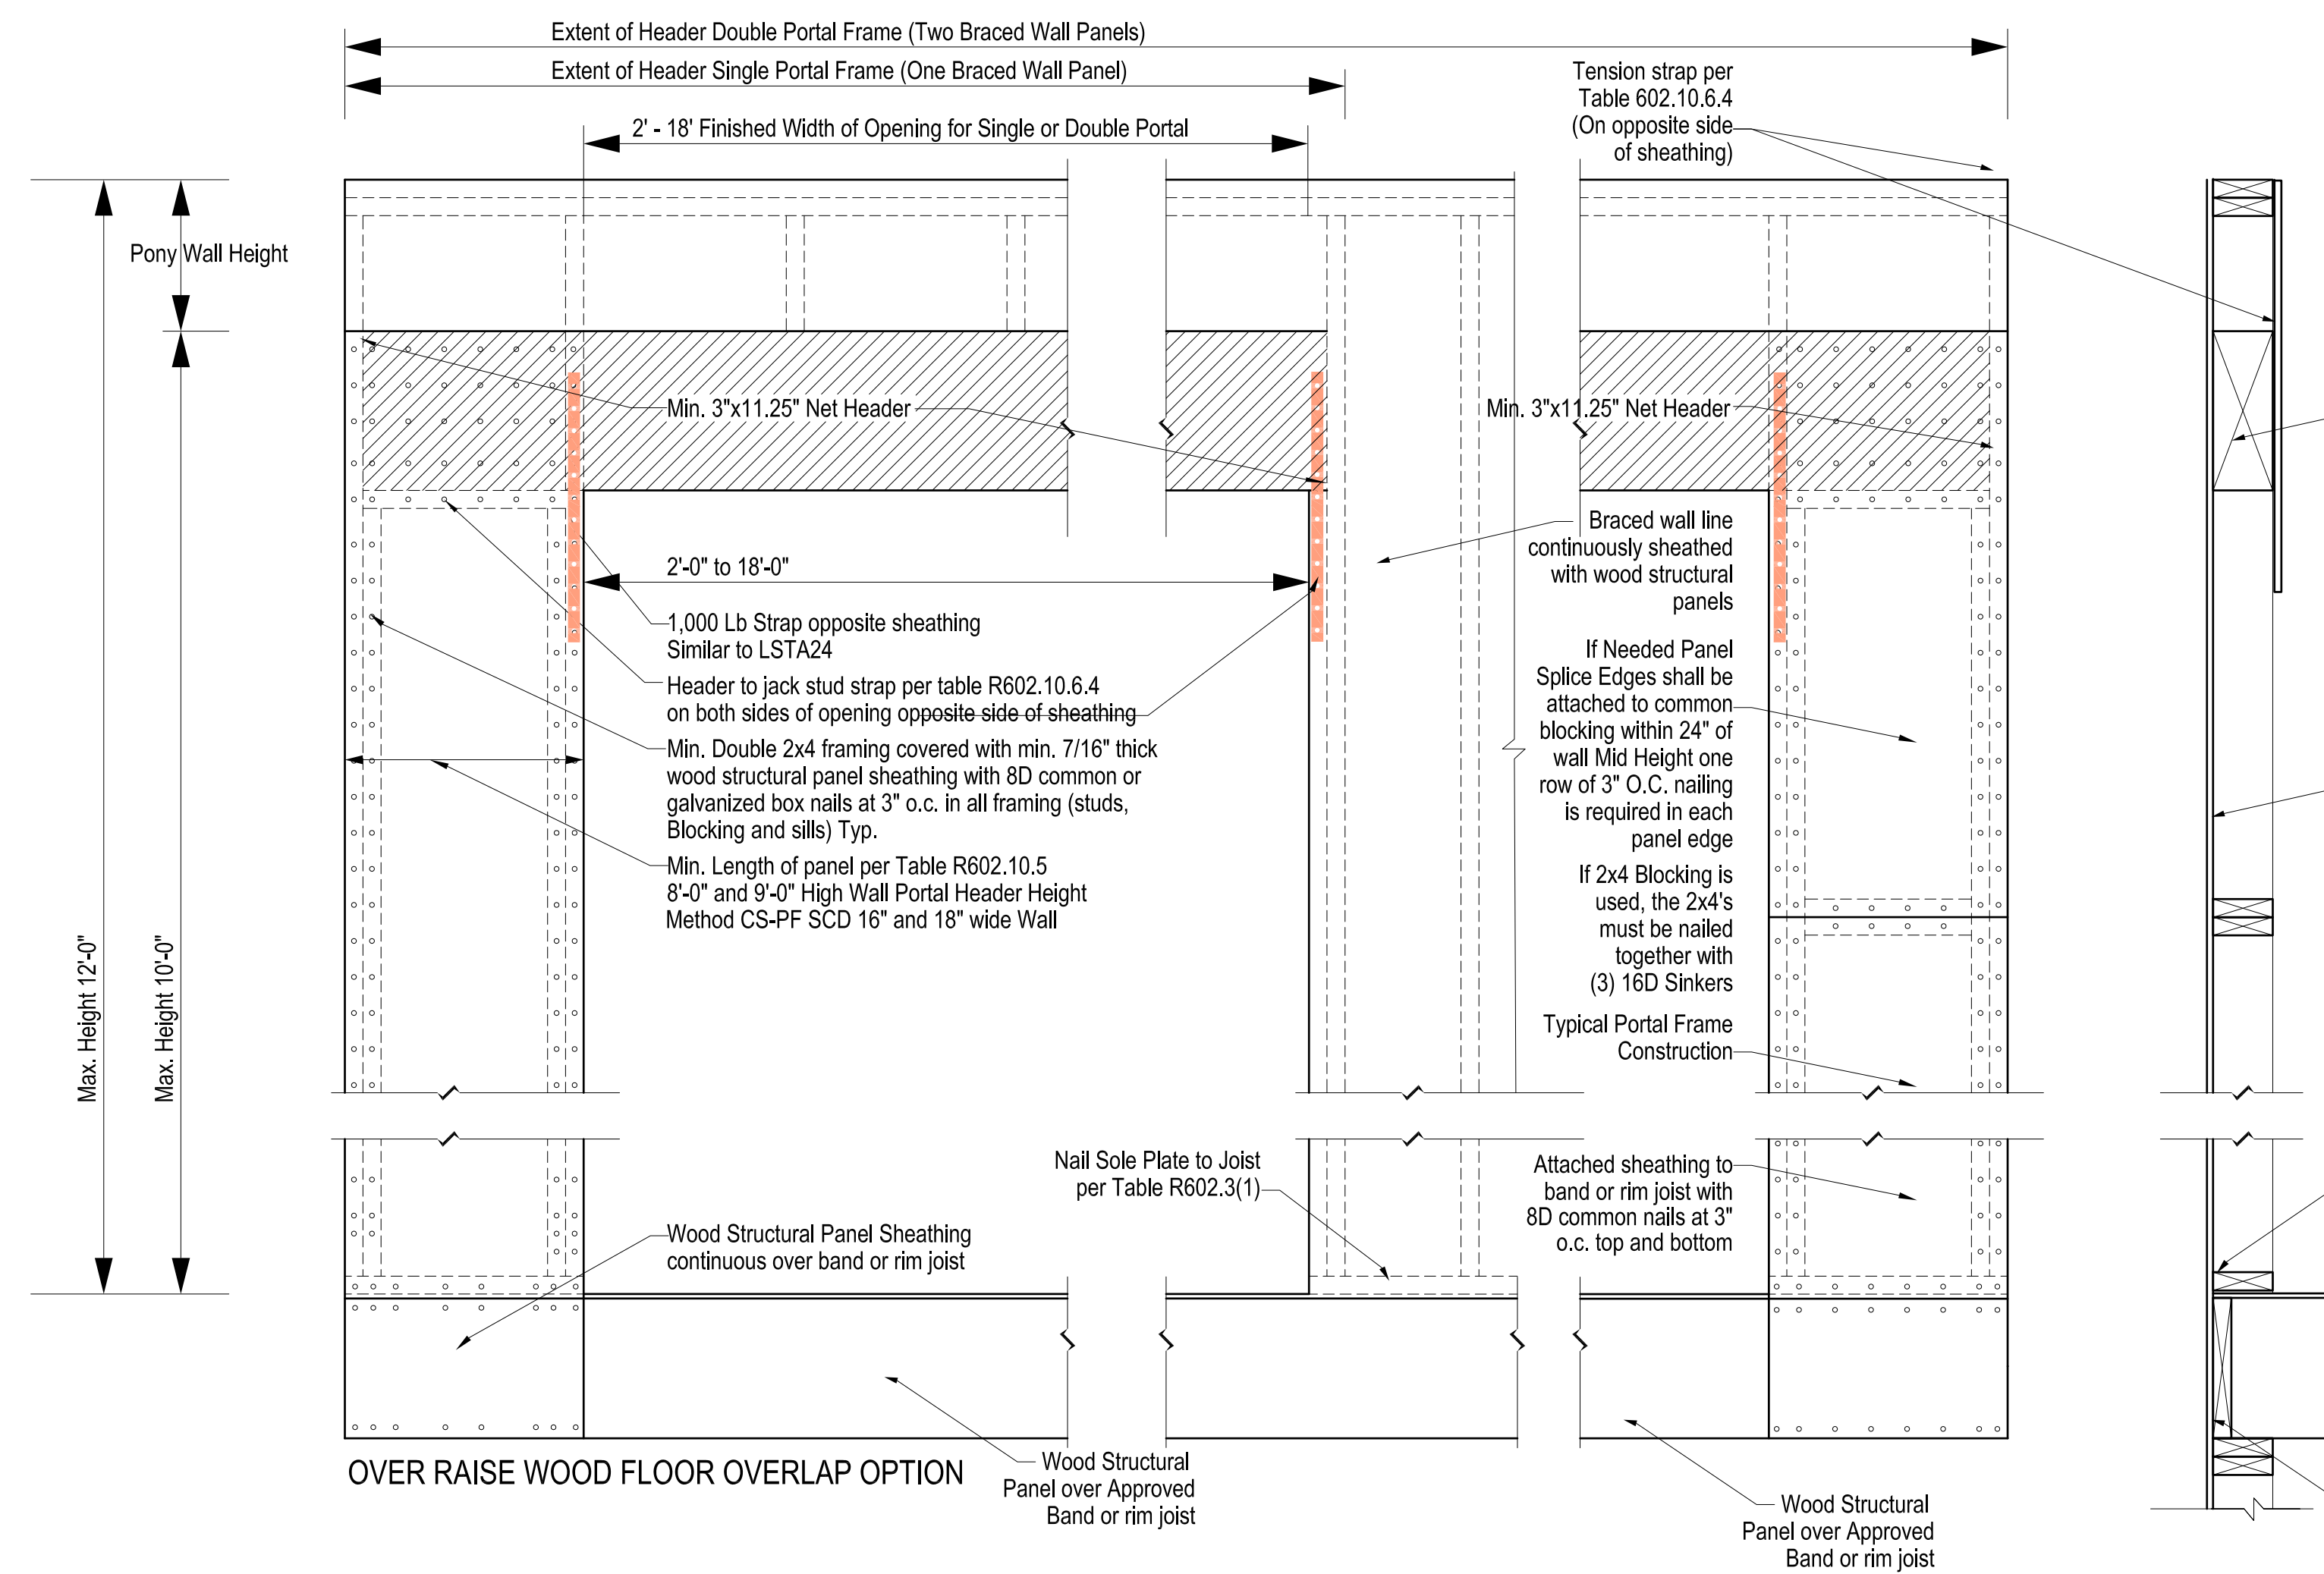 Extent of Header Double Portal Frame (Two Braced Wall Panels)
Extent of Header Single Portal Frame (One Braced Wall Panel)
2' - 18' Finished Width of Opening for Single or Double Portal
Tension strap per
Table 602.10.6.4
(On opposite side
of sheathing)
Pony Wall Height
Min. 3"x11.25" Net Header
Min. 3"x11.25" Net Header
2'-0" to 18'-0"
1,000 Lb Strap opposite sheathing
Similar to LSTA24
Header to jack stud strap per table R602.10.6.4
on both sides of opening opposite side of sheathing
Min. Double 2x4 framing covered with min. 7/16" thick
wood structural panel sheathing with 8D common or
galvanized box nails at 3" o.c. in all framing (studs,
Blocking and sills) Typ.
Min. Length of panel per Table R602.10.5
8'-0" and 9'-0" High Wall Portal Header Height
Method CS-PF SCD 16" and 18" wide Wall
Braced wall line
continuously sheathed
with wood structural
panels
If Needed Panel
Splice Edges shall be
attached to common
blocking within 24" of
wall Mid Height one
row of 3" O.C. nailing
is required in each
panel edge
If 2x4 Blocking is
used, the 2x4's
must be nailed
together with
(3) 16D Sinkers
Typical Portal Frame
Construction
Max. Height 12'-0"
Max. Height 10'-0"
Nail Sole Plate to Joist
per Table R602.3(1)
Attached sheathing to
band or rim joist with
8D common nails at 3"
o.c. top and bottom
Wood Structural Panel Sheathing
continuous over band or rim joist
OVER RAISE WOOD FLOOR OVERLAP OPTION
Wood Structural
Panel over Approved
Band or rim joist
Wood Structural
Panel over Approved
Band or rim joist